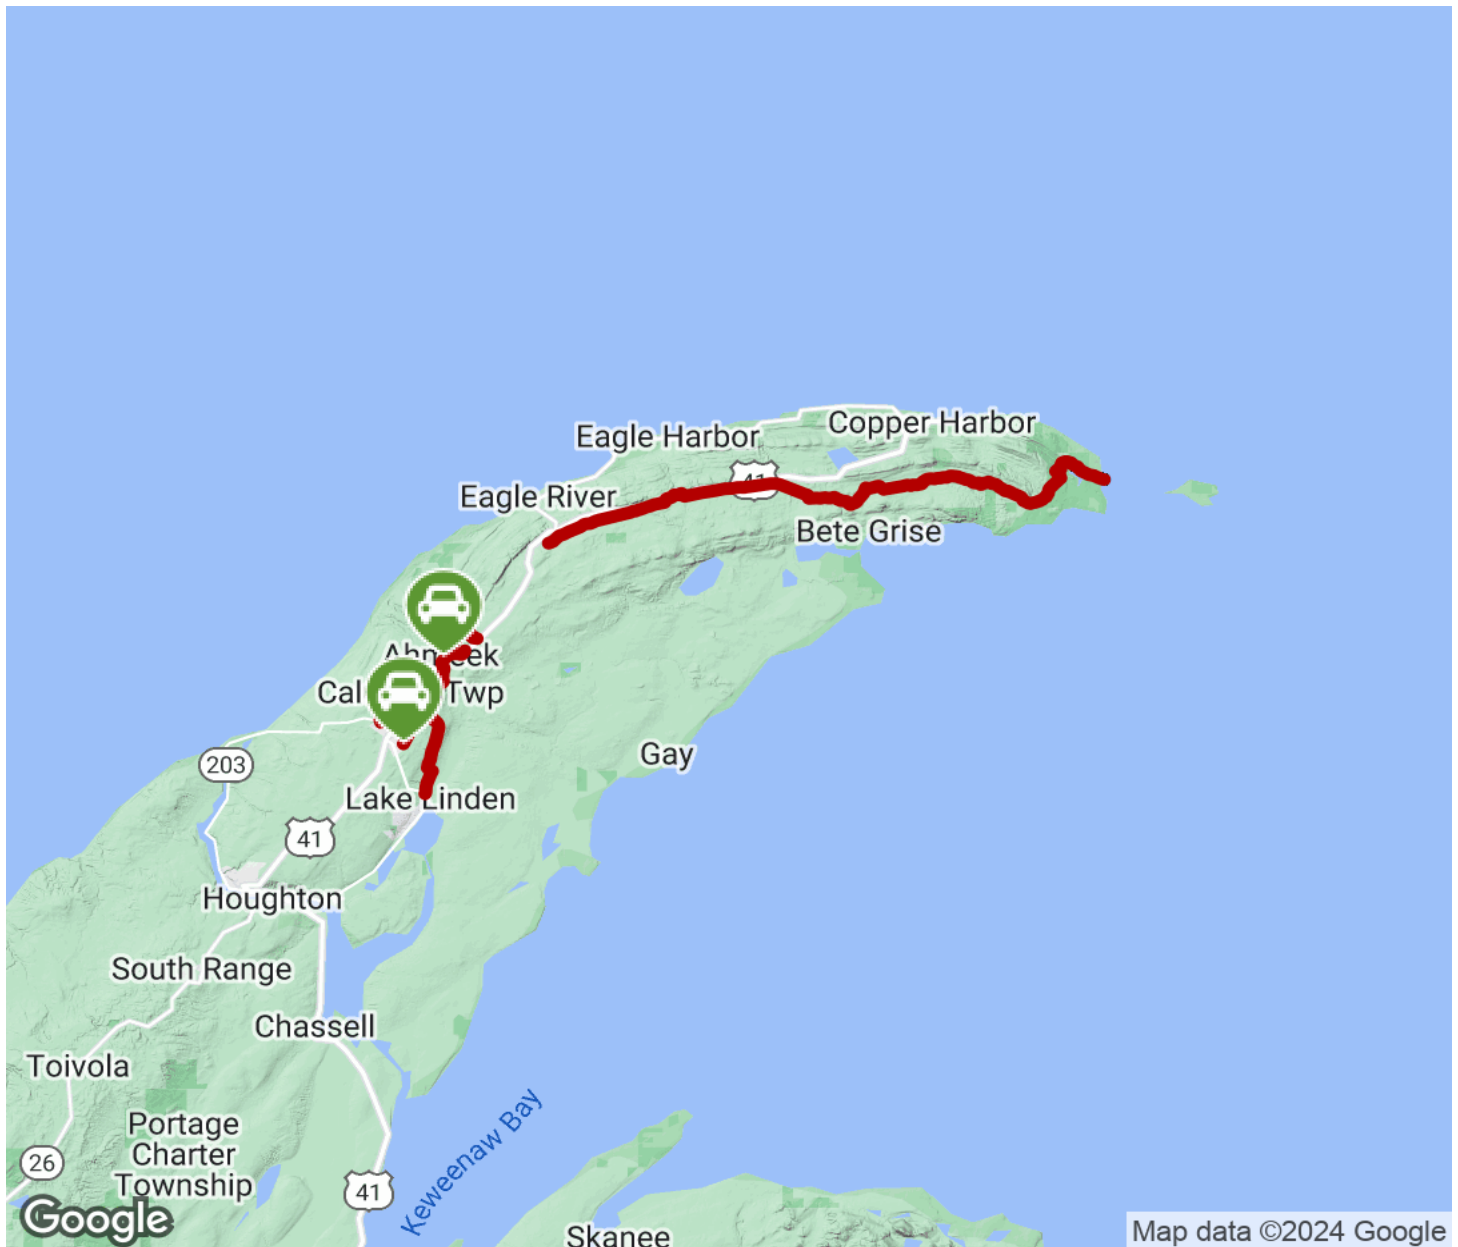 Copper Harbor
Eagle Harbor
41
Eagle River
Bete Grise
Twp
203
Gay
Lake Linden
41
Houghton
South Range
Chassell
Toivola
Portage
Charter
Township
26
41
Keweenaw Bay
Skanee
Google
Map data ©2024 Google